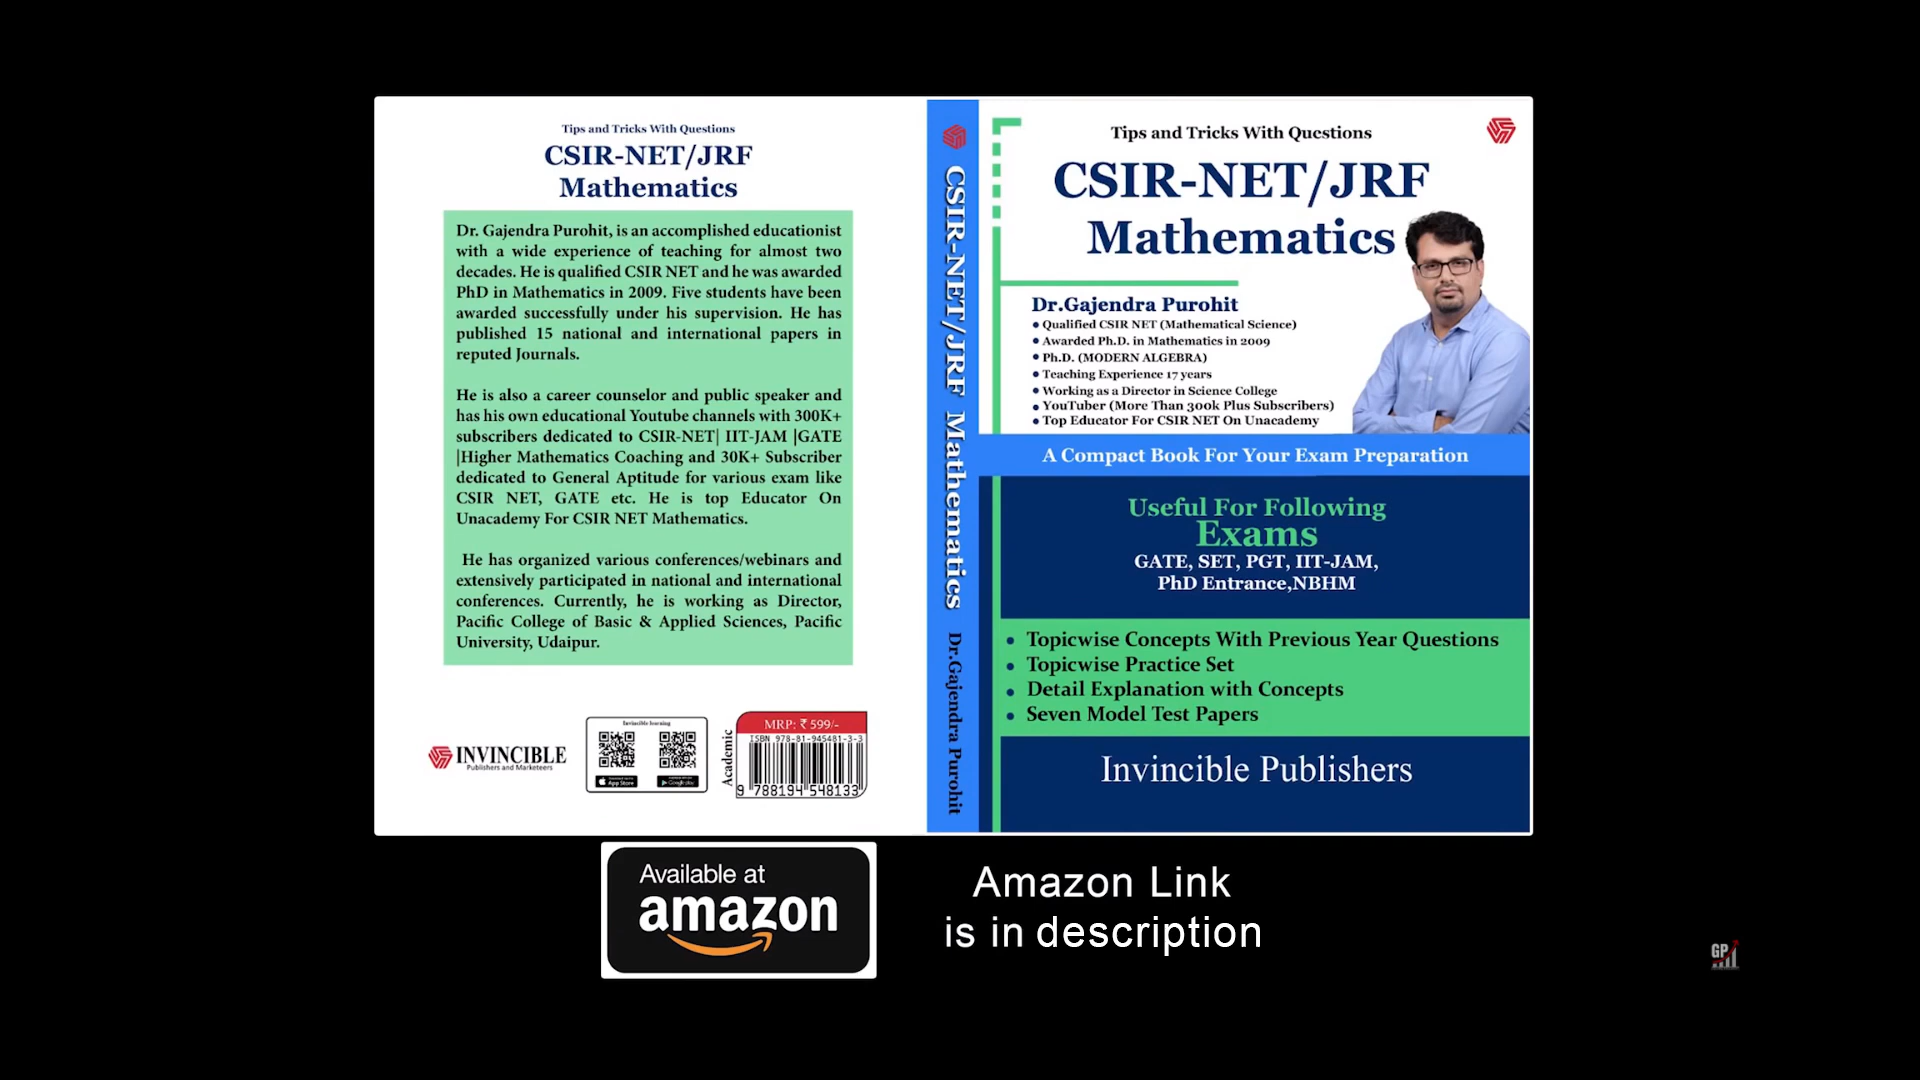 Tips and Tricks With Questions
CSIR-NET/JRF
Mathematics
Dr. Gajendra Purohit, is an accomplished educationist
with a wide experience of teaching for almost two
decades. He is qualified CSIR NET and he was awarded
PhD in Mathematics in 2009. Five students have been
awarded successfully under his supervision. He has
published 15 national and international papers in
reputed Journals.
He is also a career counselor and public speaker and
has his own educational Youtube channels with 300K+
subscribers dedicated to CSIR-NET| IIT-JAM |GATE
|Higher Mathematics Coaching and 30K+ Subscriber
dedicated to General Aptitude for various exam like
CSIR NET, GATE etc. He is top Educator On
Unacademy For CSIR NET Mathematics.
He has organized various conferences/webinars and
extensively participated in national and international
conferences. Currently, he is working as Director,
Pacific College of Basic & Applied Sciences, Pacific
University, Udaipur.
INVINCIBLE
Publishers and Marketeers
Invincible learning
App Store
Google play
Academic
MRP: ₹ 599/-
ISBN 978-81-945481-3-3
9 788194 548133
CSIR-NET/JRF Mathematics Dr.Gajendra Purohit
Tips and Tricks With Questions
CSIR-NET/JRF
Mathematics
Dr.Gajendra Purohit
• Qualified CSIR NET (Mathematical Science)
• Awarded Ph.D. in Mathematics in 2009
• Ph.D. (MODERN ALGEBRA)
• Teaching Experience 17 years
• Working as a Director in Science College
• YouTuber (More Than 300k Plus Subscribers)
• Top Educator For CSIR NET On Unacademy
A Compact Book For Your Exam Preparation
Useful For Following
Exams
GATE, SET, PGT, IIT-JAM,
PhD Entrance,NBHM
• Topicwise Concepts With Previous Year Questions
• Topicwise Practice Set
• Detail Explanation with Concepts
• Seven Model Test Papers
Invincible Publishers
Available at
amazon
Amazon Link
is in description
GP